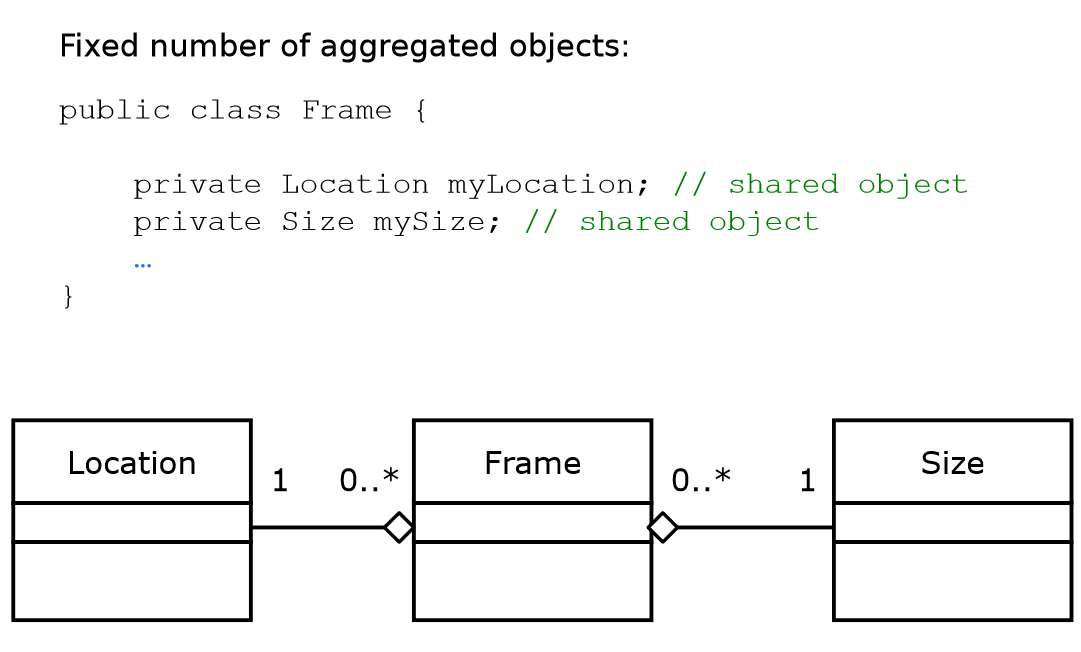 Fixed number of aggregated objects:
public class Frame {
private Location myLocation; // shared object
private Size mySize; // shared object
…
}
Location 1 0..* Frame 0..* 1 Size